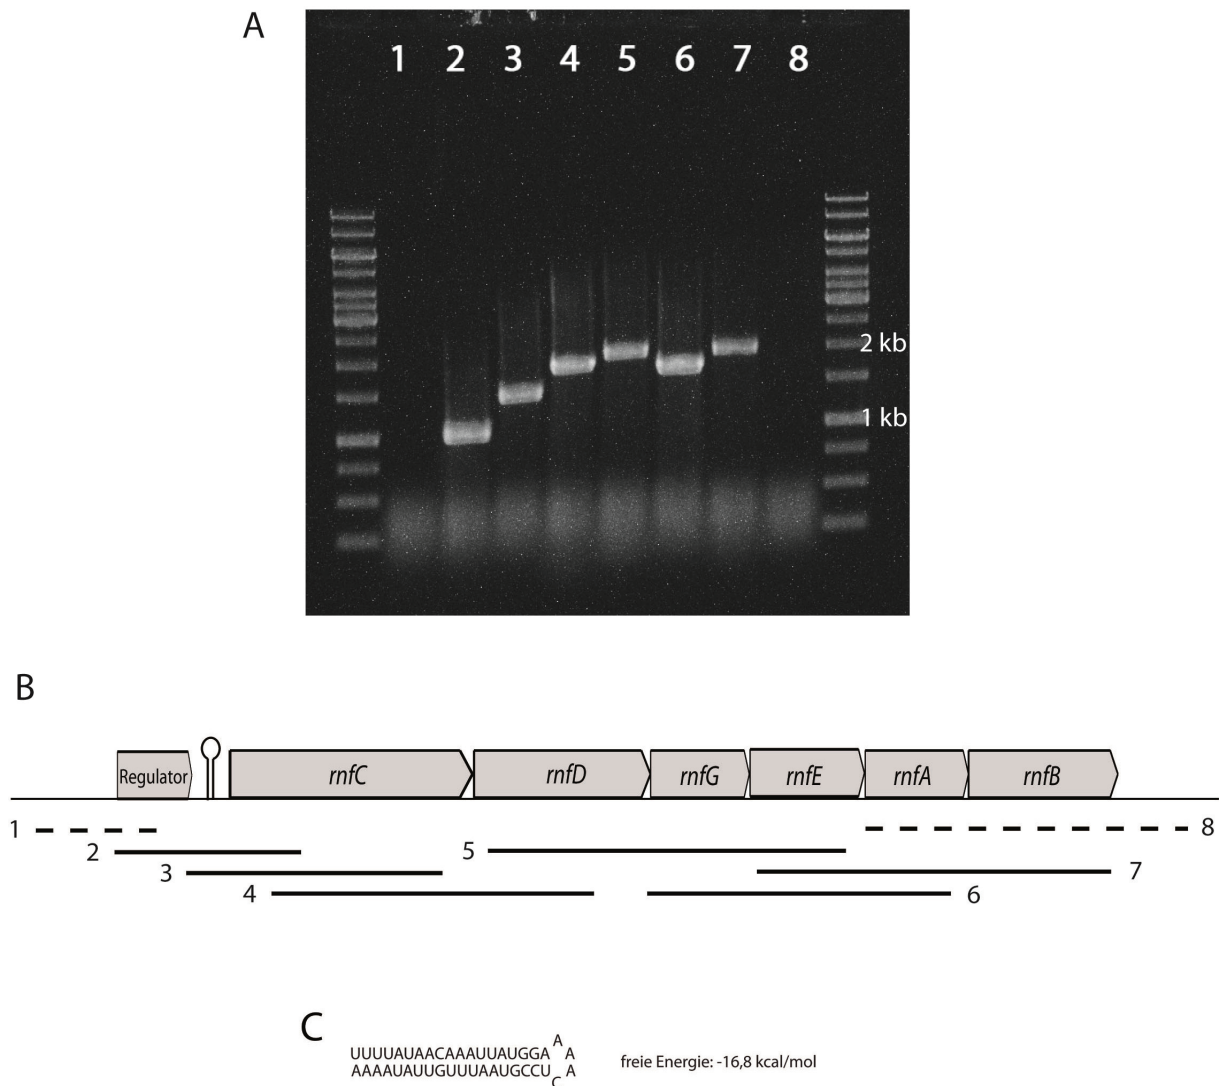 A
1 2 3 4 5 6 7 8
2 kb
1 kb
B
Regulator rnfC rnfD rnfG rnfE rnfA rnfB
1 8
2 5
3 7
4 6
C
A
UUUUAUAACAAAUUAUGGA A
AAAAUAUUGUUUAAUGCCU A
C
freie Energie: -16,8 kcal/mol